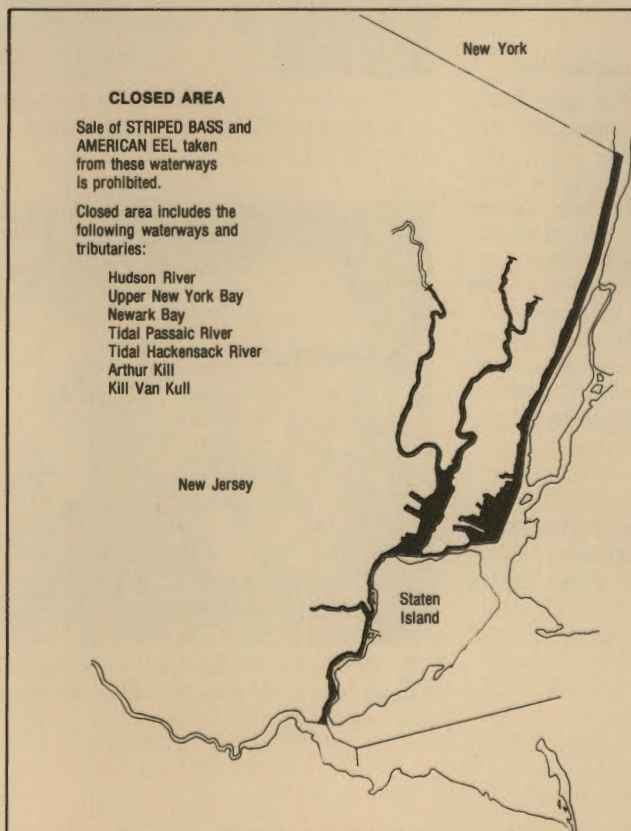 New York
CLOSED AREA
Sale of STRIPED BASS and
AMERICAN EEL taken
from these waterways
is prohibited.
Closed area includes the
following waterways and
tributaries:
Hudson River
Upper New York Bay
Newark Bay
Tidal Passaic River
Tidal Hackensack River
Arthur Kill
Kill Van Kull
New Jersey
Staten
Island